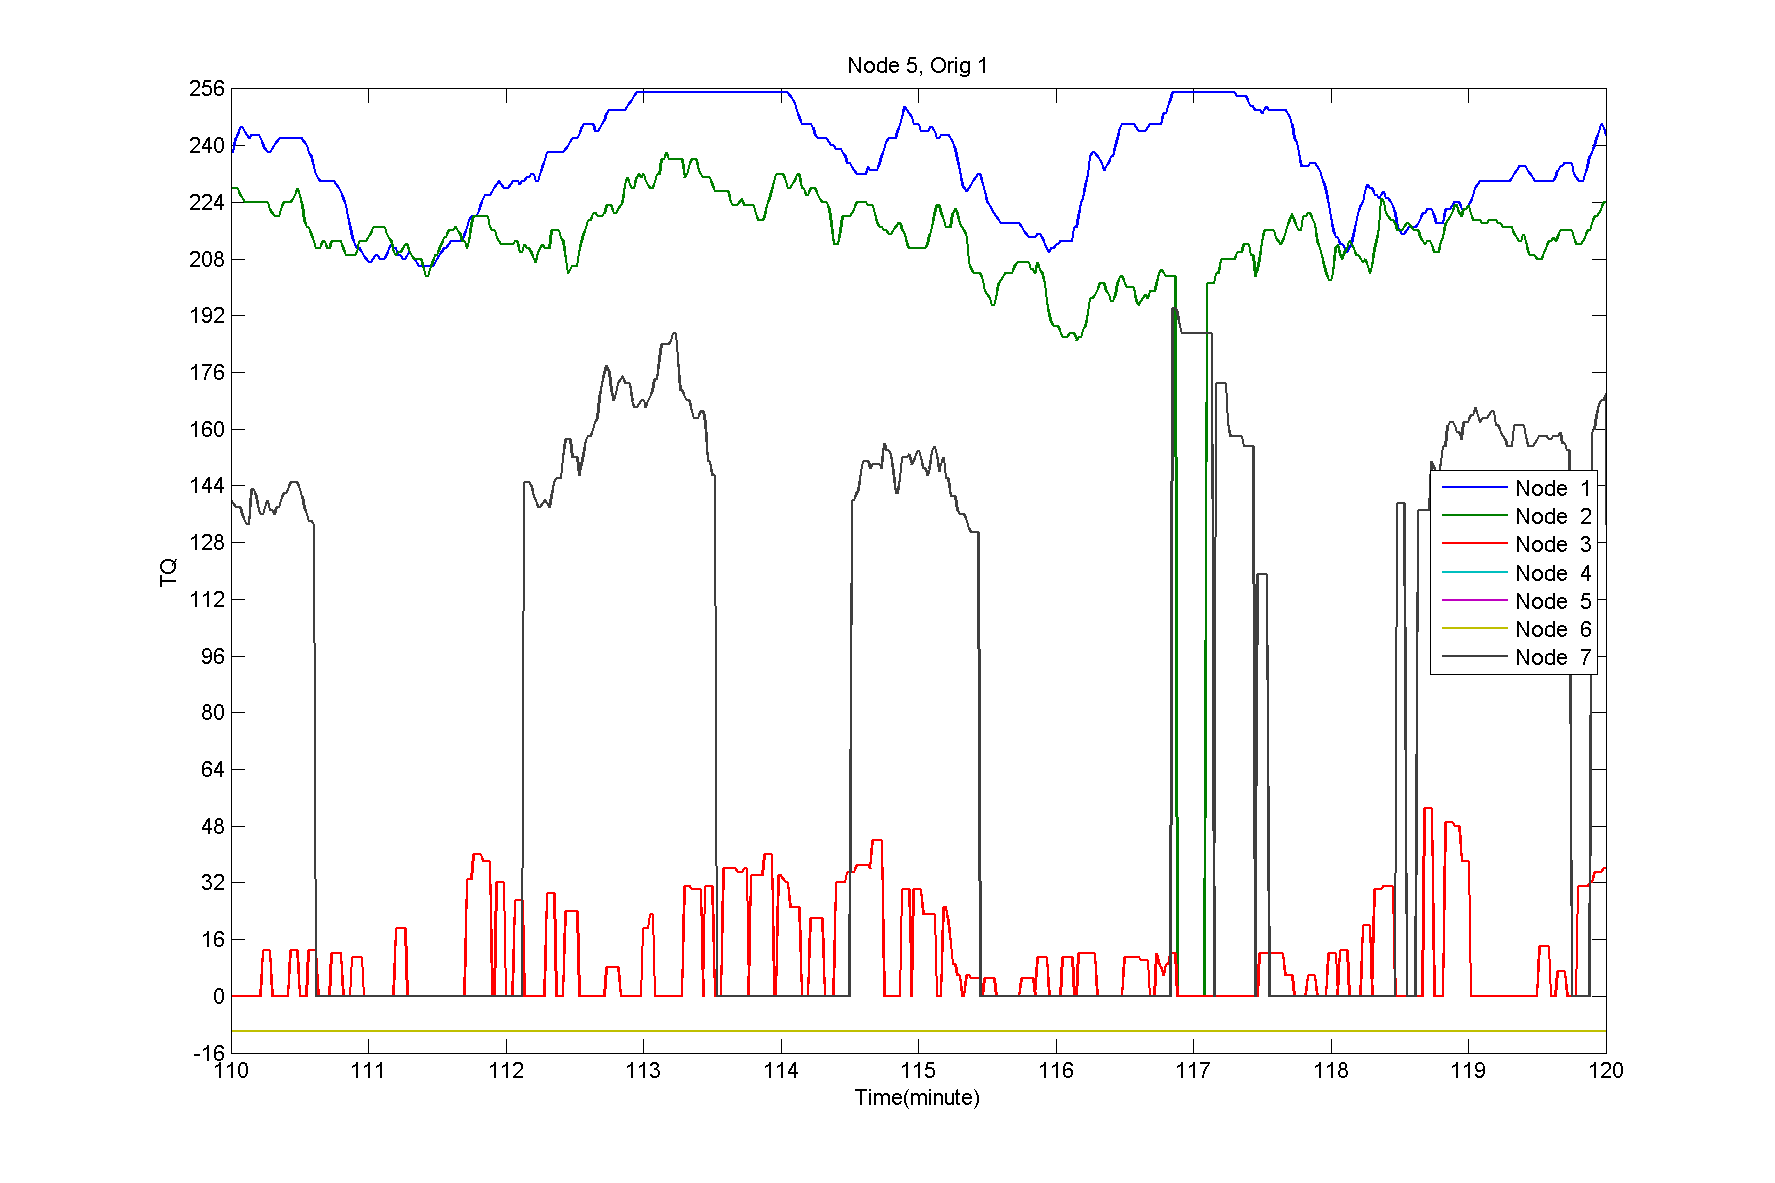 Node 5, Orig 1
256
240
224
208
192
176
160
144
128
112
96
80
64
48
32
16
0
-16
TQ
Node 1
Node 2
Node 3
Node 4
Node 5
Node 6
Node 7
110 111 112 113 114 115 116 117 118 119 120
Time(minute)